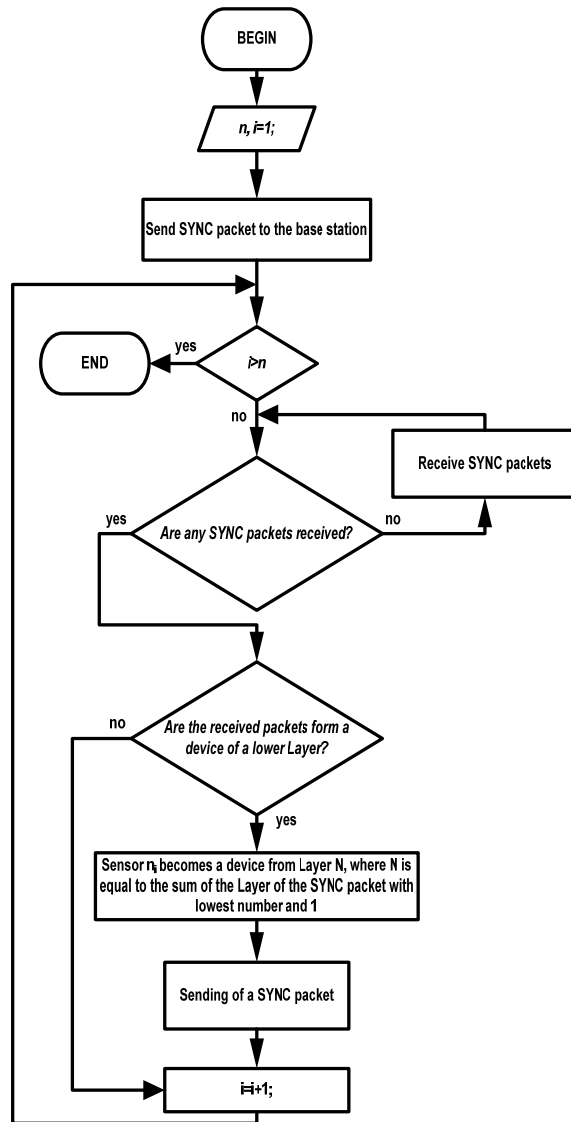 BEGIN
n, i=1;
Send SYNC packet to the base station
yes
END
i>n
no
Receive SYNC packets
yes
Are any SYNC packets received?
no
no
Are the received packets form a
device of a lower Layer?
yes
Sensor ni becomes a device from Layer N, where N is
equal to the sum of the Layer of the SYNC packet with
lowest number and 1
Sending of a SYNC packet
i=i+1;